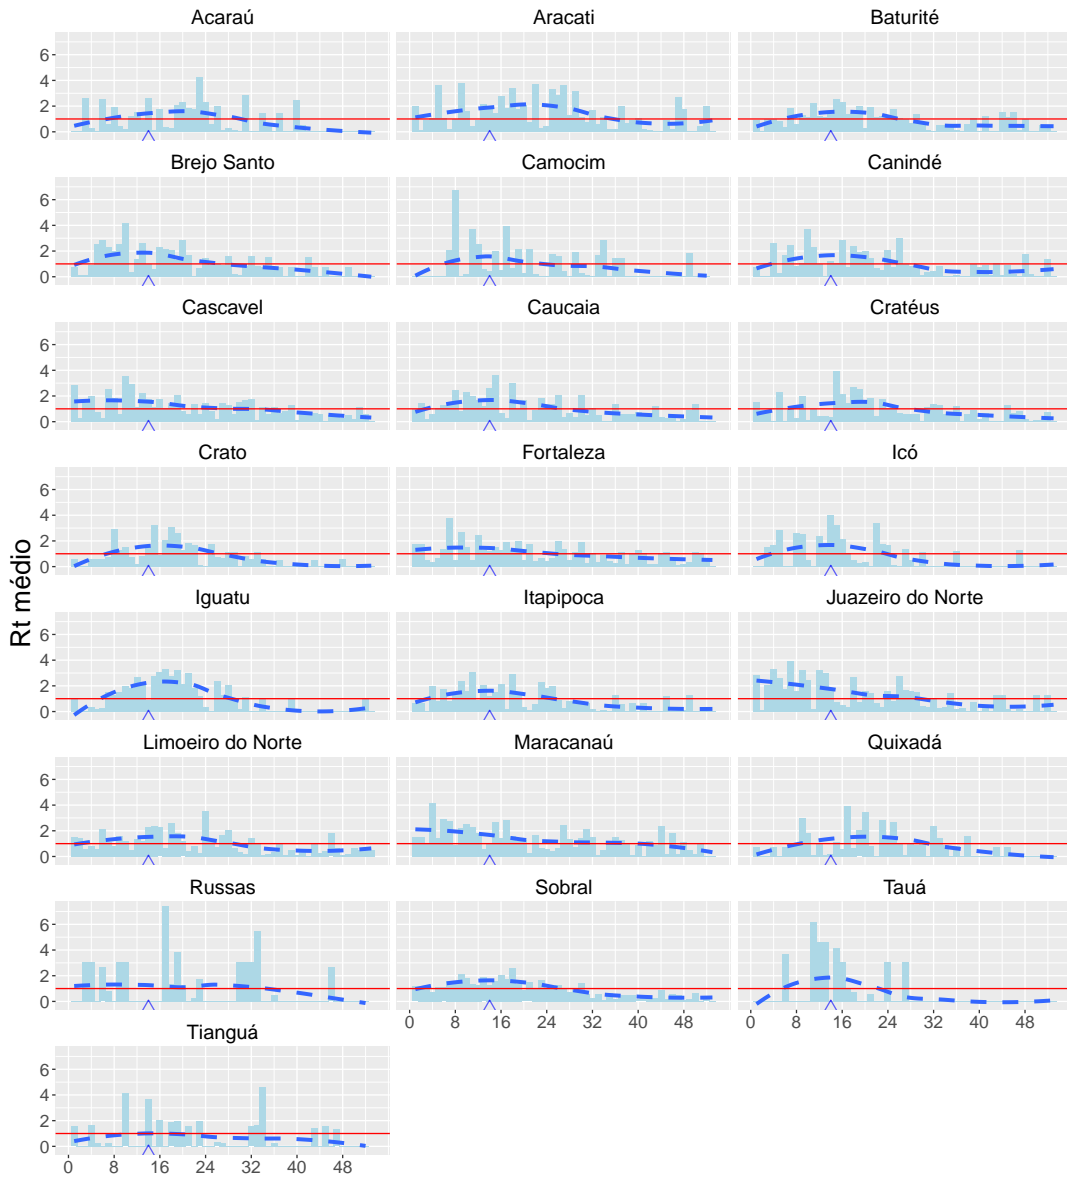 Acaraú Aracati Baturité
6
4
2
0
Brejo Santo Camocim Canindé
6
4
2
0
Cascavel Caucaia Cratéus
6
4
2
0
Crato Fortaleza Icó
6
4
2
0
Rt médio
Iguatu Itapipoca Juazeiro do Norte
6
4
2
0
Limoeiro do Norte Maracanaú Quixadá
6
4
2
0
Russas Sobral Tauá
6
4
2
0
0 8 16 24 32 40 48 0 8 16 24 32 40 48
Tianguá
6
4
2
0
0 8 16 24 32 40 48